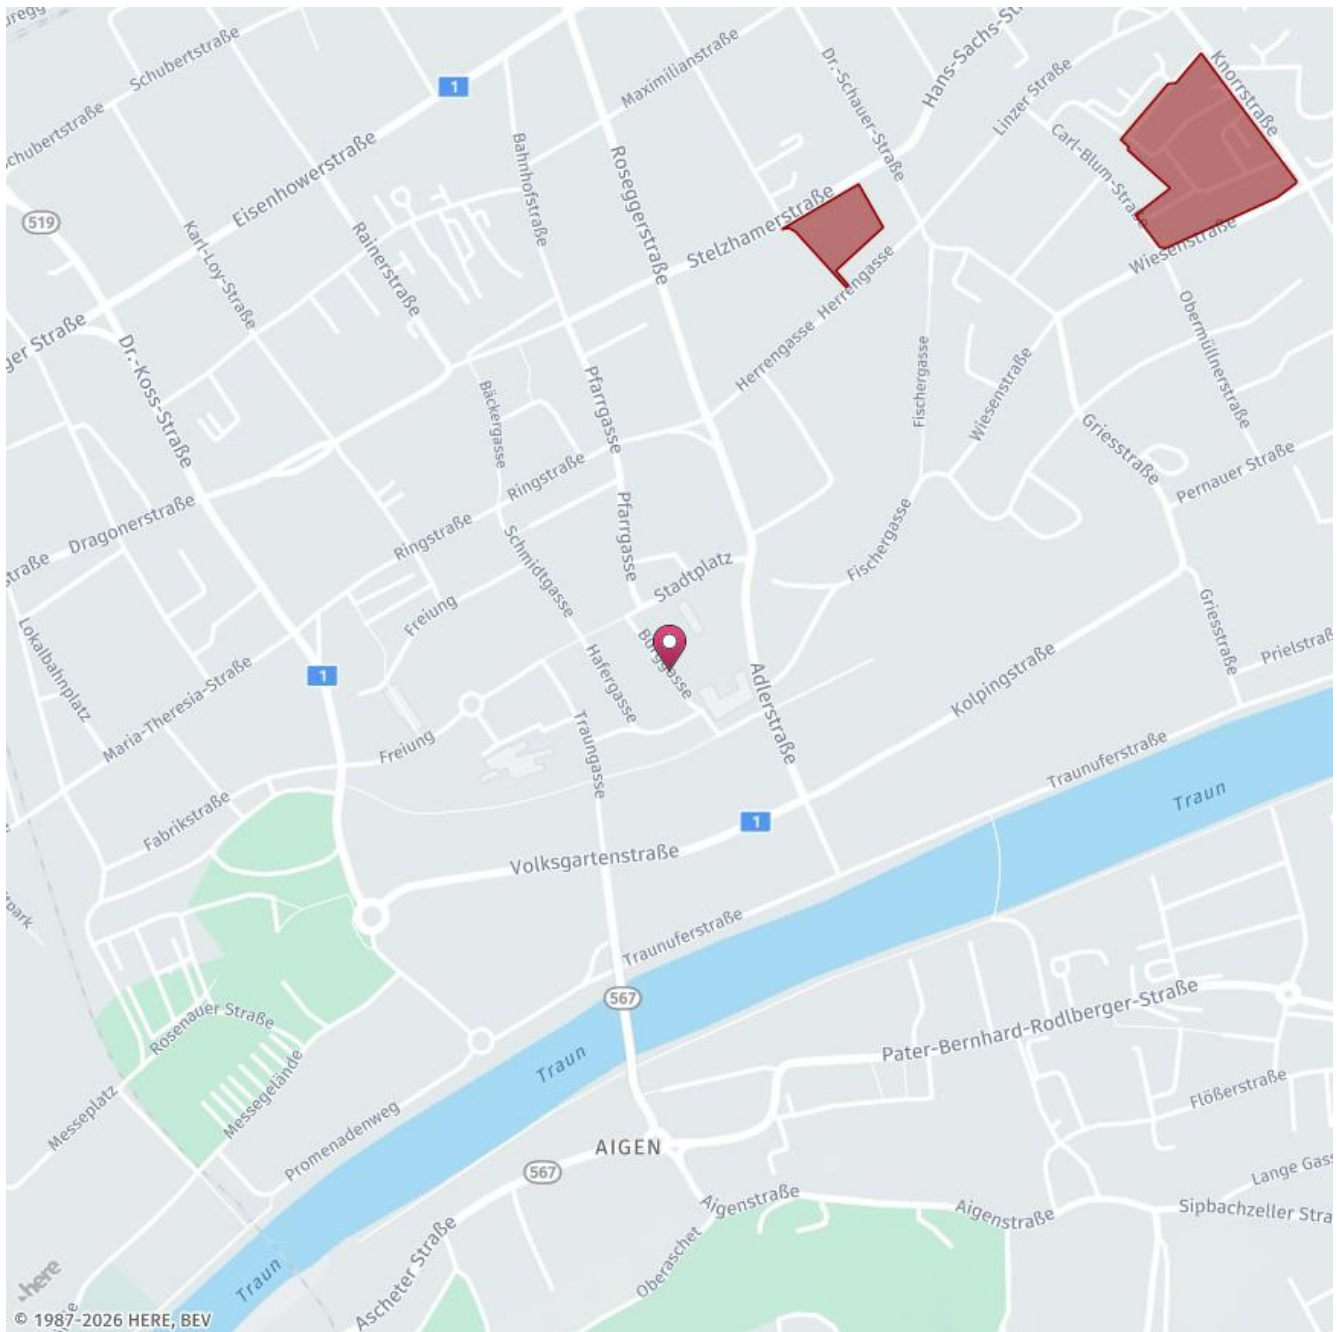 Schubertstraße
Schubertstraße
1
Eisenhowerstraße
519
Karl-Loy-Straße
Rainerstraße
Bahnhofstraße
Roseggerstraße
Maximilianstraße
Dr.-Schauer-Straße
Hans-Sachs-St
Linzer Straße
Knorrstraße
Carl-Blum-Straße
Wiesenstraße
Stelzhamerstraße
Herrengasse
Herrengasse
Obermüllnerstraße
ger Straße
Dr.-Koss-Straße
Bäckergasse
Pfarrgasse
Fischergasse
Wiesenstraße
Griesstraße
Pernauer Straße
Ringstraße
Ringstraße
Dragonerstraße
straße
Pfarrgasse
Schmidtgasse
Stadtplatz
Fischergasse
Freiung
Burggasse
Griesstraße
Prielstraß
Lokalbahnplatz
Maria-Theresia-Straße
1
Hafergasse
Adlerstraße
Kolpingstraße
Freiung
Traungasse
Traunuferstraße
Traun
Fabrikstraße
1
Volksgartenstraße
tpark
Traunuferstraße
567
Rosenauer Straße
Pater-Bernhard-Rodlberger-Straße
Traun
Messeplatz
Messegelände
Promenadenweg
Flößerstraße
AIGEN
567
Lange Gass
Aigenstraße
Aigenstraße
Sipbachzeller Stra
Oberaschet
Ascheter Straße
Traun
here
© 1987-2026 HERE, BEV